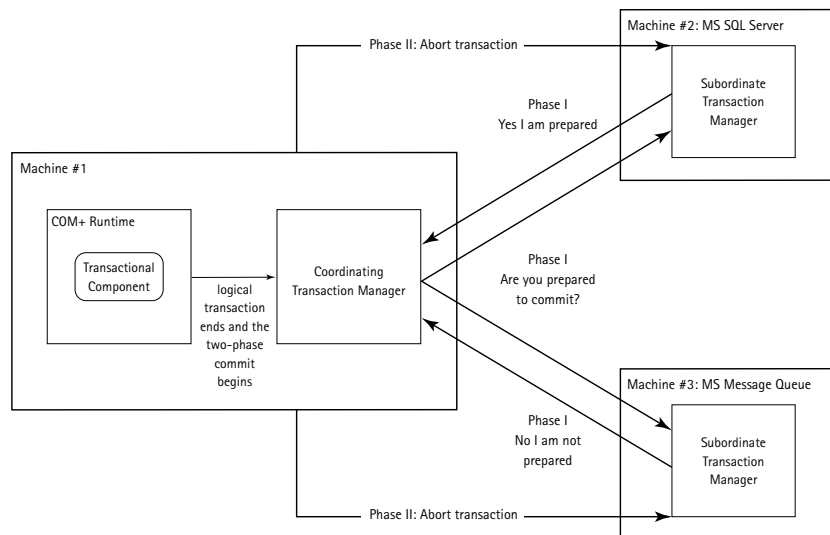 Machine #2: MS SQL Server
Phase II: Abort transaction
Subordinate
Transaction
Manager
Phase I
Yes I am prepared
Machine #1
COM+ Runtime
Transactional
Component
Coordinating
Transaction Manager
logical
transaction
ends and the
two-phase
commit
begins
Phase I
Are you prepared
to commit?
Machine #3: MS Message Queue
Phase I
No I am not
prepared
Subordinate
Transaction
Manager
Phase II: Abort transaction